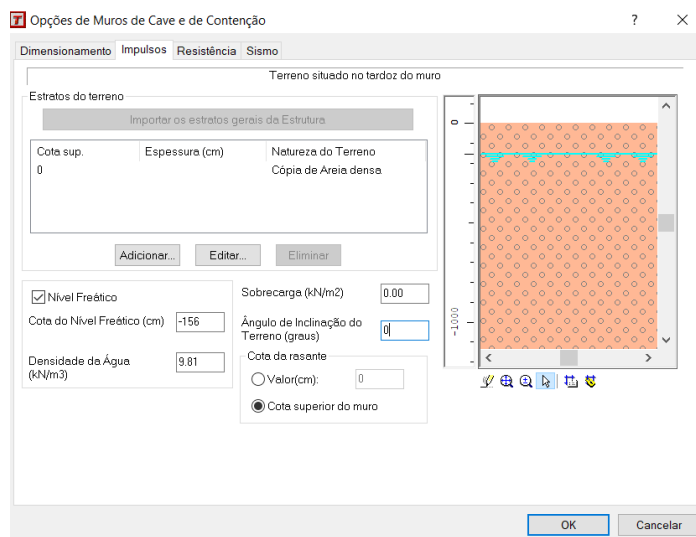 Opções de Muros de Cave e de Contenção
Dimensionamento Impulsos Resistência Sismo
Terreno situado no tardoz do muro
Estratos do terreno
Importar os estratos gerais da Estrutura
Cota sup. Espessura (cm) Natureza do Terreno
0 Cópia de Areia densa
Adicionar... Editar... Eliminar
Nível Freático
Cota do Nível Freático (cm) -156
Densidade da Água
(kN/m3) 9.81
Sobrecarga (kN/m2) 0.00
Ângulo de Inclinação do
Terreno (graus) 0
Cota da rasante
Valor(cm): 0
Cota superior do muro
0
-1000
OK Cancelar